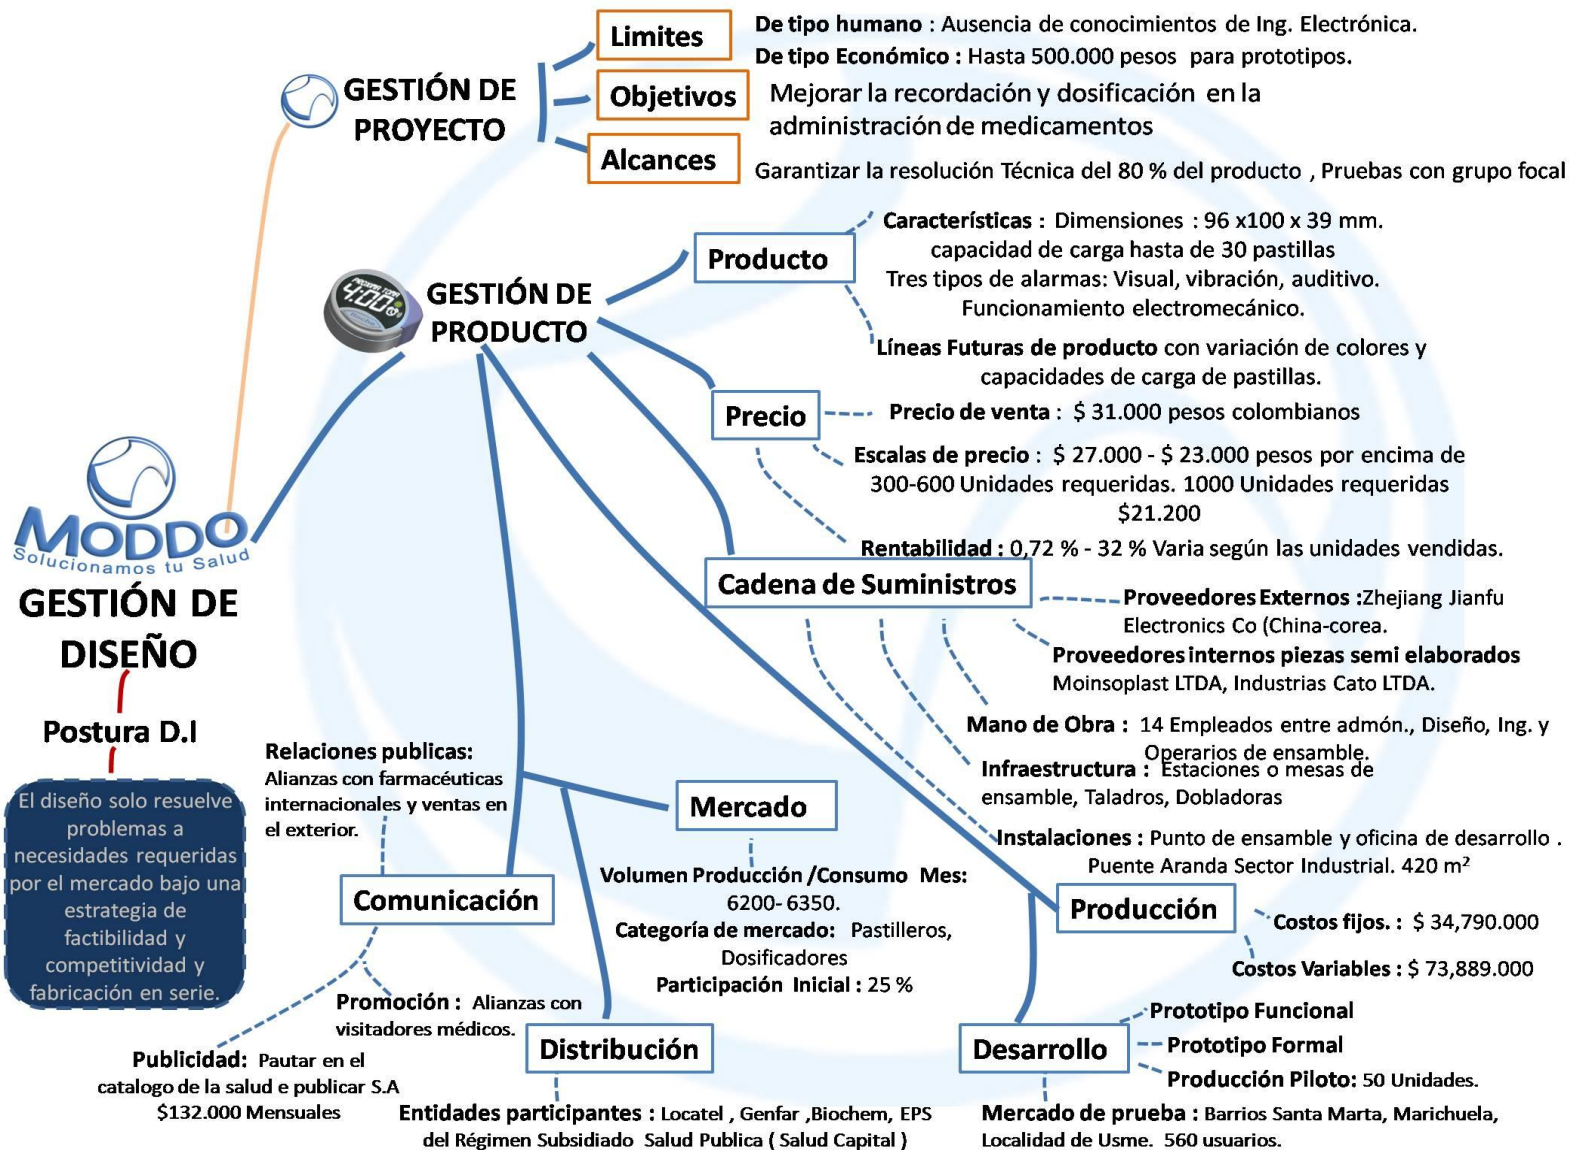 Limites
De tipo humano : Ausencia de conocimientos de Ing. Electrónica.
De tipo Económico : Hasta 500.000 pesos para prototipos.
GESTIÓN DE
PROYECTO
Objetivos
Mejorar la recordación y dosificación en la
administración de medicamentos
Alcances
Garantizar la resolución Técnica del 80 % del producto , Pruebas con grupo focal
GESTIÓN DE
PRODUCTO
4:00
Producto
Características : Dimensiones : 96 x100 x 39 mm.
capacidad de carga hasta de 30 pastillas
Tres tipos de alarmas: Visual, vibración, auditivo.
Funcionamiento electromecánico.
Líneas Futuras de producto con variación de colores y
capacidades de carga de pastillas.
Precio
Precio de venta : $ 31.000 pesos colombianos
Escalas de precio : $ 27.000 - $ 23.000 pesos por encima de
300-600 Unidades requeridas. 1000 Unidades requeridas
$21.200
Rentabilidad : 0,72 % - 32 % Varia según las unidades vendidas.
MODDO
Solucionamos tu Salud
GESTIÓN DE
DISEÑO
Postura D.I
El diseño solo resuelve
problemas a
necesidades requeridas
por el mercado bajo una
estrategia de
factibilidad y
competitividad y
fabricación en serie.
Cadena de Suministros
Proveedores Externos :Zhejiang Jianfu
Electronics Co (China-corea.
Proveedores internos piezas semi elaborados
Moinsoplast LTDA, Industrias Cato LTDA.
Mano de Obra : 14 Empleados entre admón., Diseño, Ing. y
Operarios de ensamble.
Infraestructura : Estaciones o mesas de
ensamble, Taladros, Dobladoras
Instalaciones : Punto de ensamble y oficina de desarrollo .
Puente Aranda Sector Industrial. 420 m²
Relaciones publicas:
Alianzas con farmacéuticas
internacionales y ventas en
el exterior.
Comunicación
Promoción : Alianzas con
visitadores médicos.
Publicidad: Pautar en el
catalogo de la salud e publicar S.A
$132.000 Mensuales
Mercado
Volumen Producción /Consumo Mes:
6200- 6350.
Categoría de mercado: Pastilleros,
Dosificadores
Participación Inicial : 25 %
Distribución
Entidades participantes : Locatel , Genfar ,Biochem, EPS
del Régimen Subsidiado Salud Publica ( Salud Capital )
Producción
Costos fijos. : $ 34,790.000
Costos Variables : $ 73,889.000
Desarrollo
Prototipo Funcional
Prototipo Formal
Producción Piloto: 50 Unidades.
Mercado de prueba : Barrios Santa Marta, Marichuela,
Localidad de Usme. 560 usuarios.